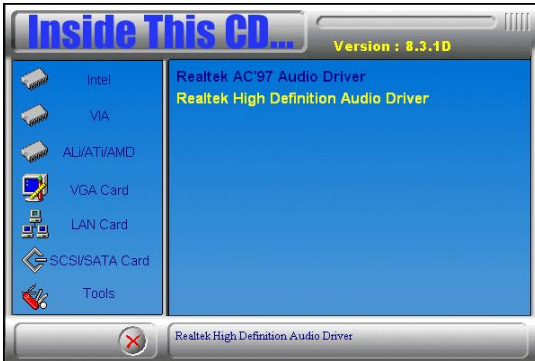 Inside This CD...
Version : 8.3.1D
Intel
VIA
ALi/ATi/AMD
VGA Card
LAN Card
SCSI/SATA Card
Tools
Realtek AC'97 Audio Driver
Realtek High Definition Audio Driver
Realtek High Definition Audio Driver